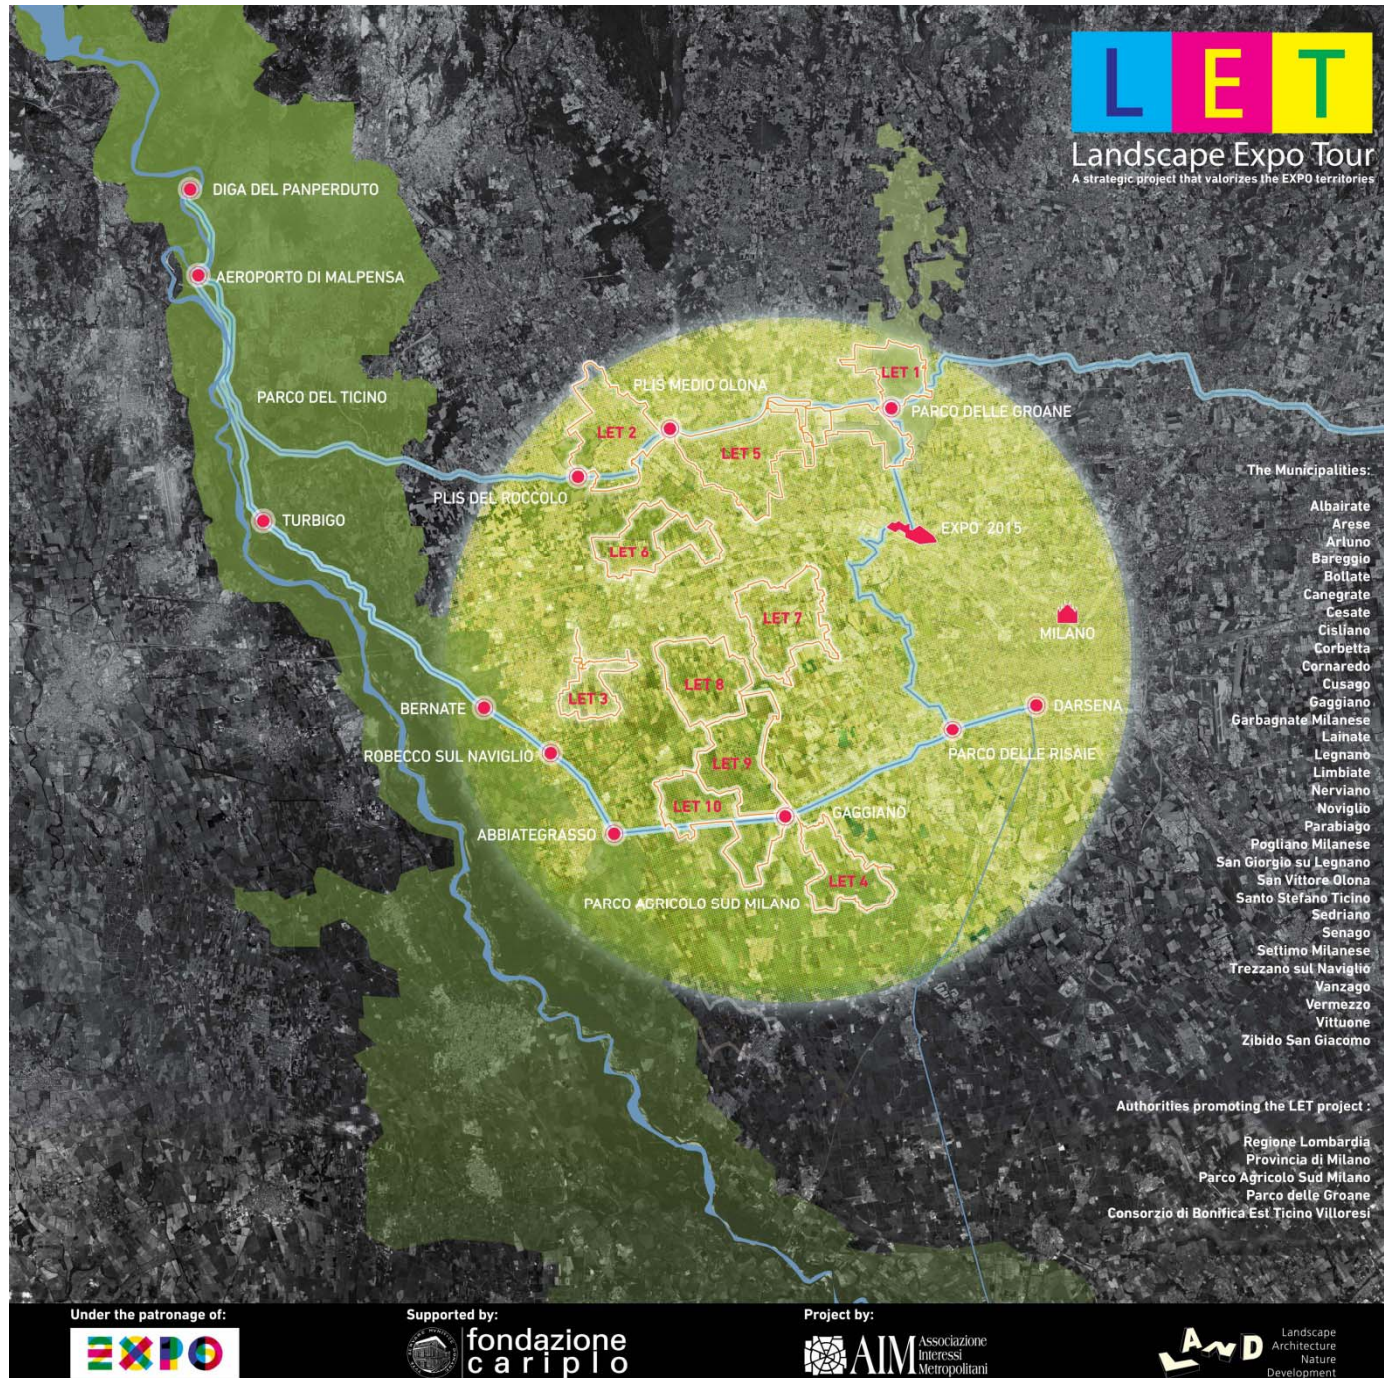 L E T
Landscape Expo Tour
A strategic project that valorizes the EXPO territories
DIGA DEL PANPERDUTO
AEROPORTO DI MALPENSA
PARCO DEL TICINO
PLIS MEDIO OLONA
LET 1
PARCO DELLE GROANE
LET 2
LET 5
PLIS DEL ROCCOLO
TURBIGO
EXPO 2015
LET 6
LET 7
MILANO
LET 3
LET 8
BERNATE
DARSENA
ROBECCO SUL NAVIGLIO
PARCO DELLE RISAIE
LET 9
LET 10
GAGGIANO
ABBIATEGRASSO
LET 4
PARCO AGRICOLO SUD MILANO
The Municipalities:
Albairate
Arese
Arluno
Bareggio
Bollate
Canegrate
Cesate
Cisliano
Corbetta
Cornaredo
Cusago
Gaggiano
Garbagnate Milanese
Lainate
Legnano
Limbiate
Nerviano
Noviglio
Parabiago
Pogliano Milanese
San Giorgio su Legnano
San Vittore Olona
Santo Stefano Ticino
Sedriano
Senago
Settimo Milanese
Trezzano sul Naviglio
Vanzago
Vermezzo
Vittuone
Zibido San Giacomo
Authorities promoting the LET project :
Regione Lombardia
Provincia di Milano
Parco Agricolo Sud Milano
Parco delle Groane
Consorzio di Bonifica Est Ticino Villoresi
Under the patronage of:
EXPO
Supported by:
fondazione
cariplo
Project by:
AIM Associazione
Interessi
Metropolitani
LAND
Landscape
Architecture
Nature
Development